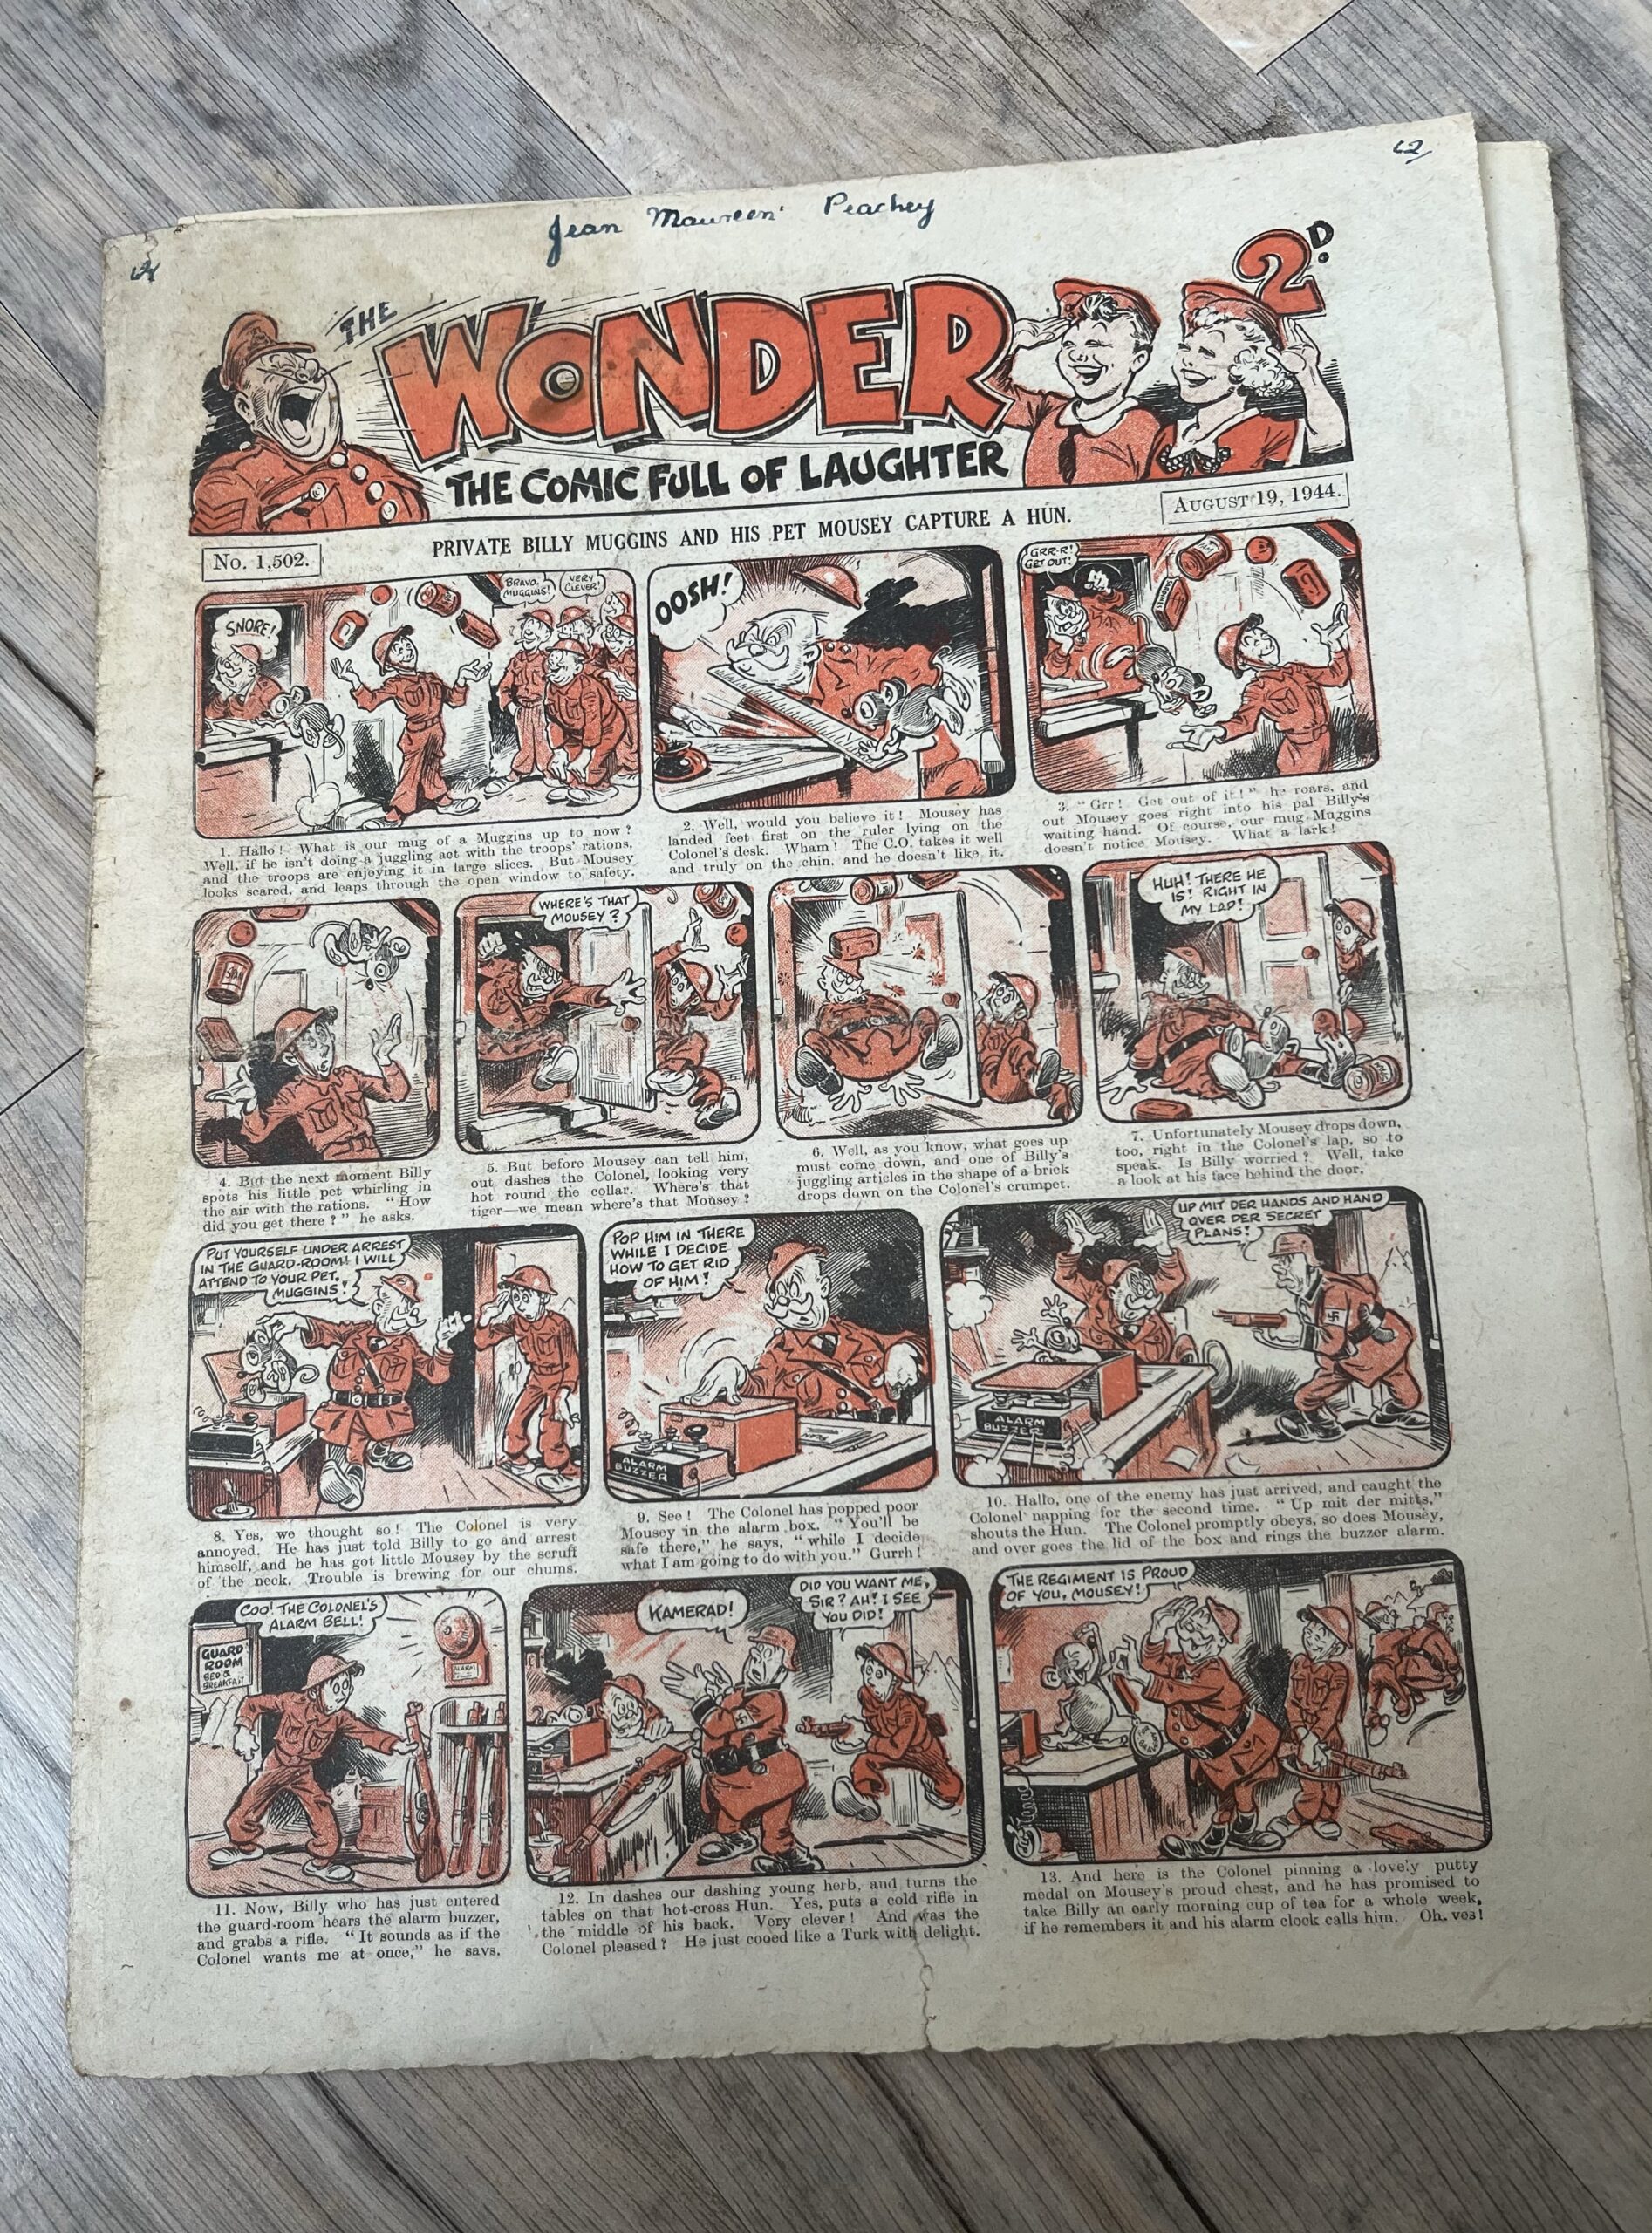 Jean Maureen Peachey
62/
THE
WONDER
2D.
THE COMIC FULL OF LAUGHTER
No. 1,502.
PRIVATE BILLY MUGGINS AND HIS PET MOUSEY CAPTURE A HUN.
AUGUST 19, 1944.
SNORE!
BRAVO, MUGGINS!
VERY CLEVER!
OOSH!
GRR-R!
GET OUT!
1. Hallo! What is our mug of a Muggins up to now?
Well, if he isn't doing a juggling act with the troops' rations,
and the troops are enjoying it in large slices. But Mousey
looks scared, and leaps through the open window to safety.
2. Well, would you believe it! Mousey has
landed feet first on the ruler lying on the
Colonel's desk. Wham! The C.O. takes it well
and truly on the chin, and he doesn't like it.
3. "Grr! Get out of it!" he roars, and
out Mousey goes right into his pal Billy's
waiting hand. Of course, our mug Muggins
doesn't notice Mousey. What a lark!
WHERE'S THAT
MOUSEY?
HUH! THERE HE
IS! RIGHT IN
MY LAP!
4. But the next moment Billy
spots his little pet whirling in
the air with the rations. "How
did you get there?" he asks.
5. But before Mousey can tell him,
out dashes the Colonel, looking very
hot round the collar. Where's that
tiger—we mean where's that Mousey?
6. Well, as you know, what goes up
must come down, and one of Billy's
juggling articles in the shape of a brick
drops down on the Colonel's crumpet.
7. Unfortunately Mousey drops down,
too, right in the Colonel's lap, so to
speak. Is Billy worried? Well, take
a look at his face behind the door.
PUT YOURSELF UNDER ARREST
IN THE GUARD-ROOM! I WILL
ATTEND TO YOUR PET,
MUGGINS!
POP HIM IN THERE
WHILE I DECIDE
HOW TO GET RID
OF HIM!
ALARM
BUZZER
UP MIT DER HANDS AND HAND
OVER DER SECRET
PLANS!
ALARM
BUZZER
8. Yes, we thought so! The Colonel is very
annoyed. He has just told Billy to go and arrest
himself, and he has got little Mousey by the scruff
of the neck. Trouble is brewing for our chums.
9. See! The Colonel has popped poor
Mousey in the alarm box. "You'll be
safe there," he says, "while I decide
what I am going to do with you." Gurrh!
10. Hallo, one of the enemy has just arrived, and caught the
Colonel napping for the second time. "Up mit der mitts,"
shouts the Hun. The Colonel promptly obeys, so does Mousey,
and over goes the lid of the box and rings the buzzer alarm.
COO! THE COLONEL'S
ALARM BELL!
GUARD
ROOM
BED &
BREAKFAST
ALARM
KAMERAD!
DID YOU WANT ME,
SIR? AH! I SEE
YOU DID!
THE REGIMENT IS PROUD
OF YOU, MOUSEY!
11. Now, Billy who has just entered
the guard-room hears the alarm buzzer,
and grabs a rifle. "It sounds as if the
Colonel wants me at once," he says.
12. In dashes our dashing young herb, and turns the
tables on that hot-cross Hun. Yes, puts a cold rifle in
the middle of his back. Very clever! And was the
Colonel pleased? He just cooed like a Turk with delight.
13. And here is the Colonel pinning a lovely putty
medal on Mousey's proud chest, and he has promised to
take Billy an early morning cup of tea for a whole week,
if he remembers it and his alarm clock calls him. Oh, yes!